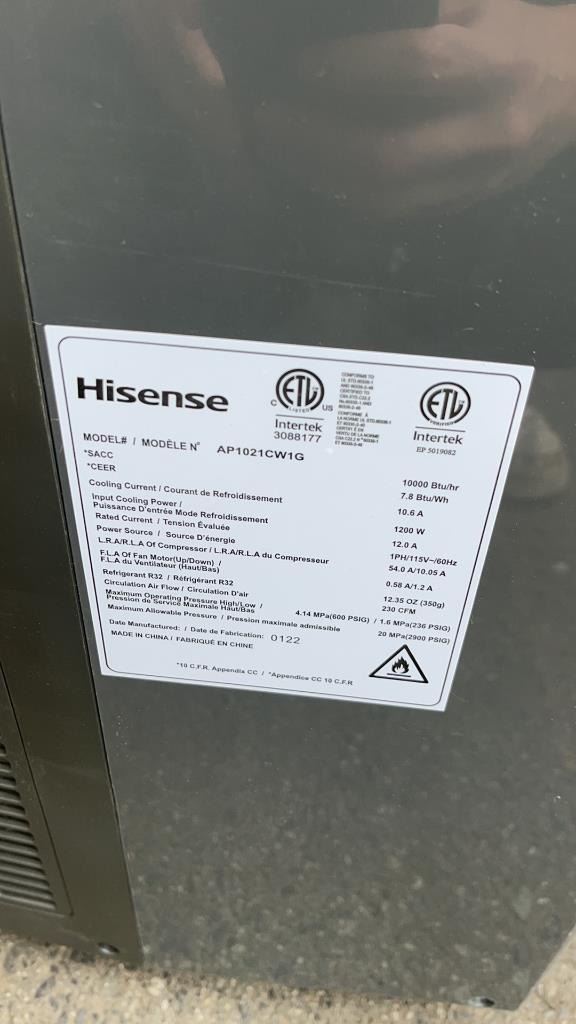 Hisense
C ETL LISTED US
Intertek
3088177
CONFORMS TO
UL STD.60335-1
AND 60335-2-40
CERTIFIED TO
CSA STD.C22.2
No.60335-1 AND
60335-2-40
CONFORME À
LA NORME UL STD.60335-1
ET 60335-2-40
CERTIFI É EN
VERTU DE LA NORME
ET 60335-2-40
ETL VERIFIED
Intertek
EP 5019082
MODEL# / MODÈLE N° AP1021CW1G
*SACC 10000 Btu/hr
*CEER 7.8 Btu/Wh
Cooling Current / Courant de Refroidissement 10.6 A
Input Cooling Power /
Puissance D'entrée Mode Refroidissement 1200 W
Rated Current / Tension Évaluée 12.0 A
Power Source / Source D'énergie 1PH/115V~/60Hz
L.R.A/R.L.A Of Compressor / L.R.A/R.L.A du Compresseur 54.0 A/10.05 A
F.L.A Of Fan Motor(Up/Down) /
F.L.A du Ventilateur (Haut/Bas) 0.58 A/1.2 A
Refrigerant R32 / Réfrigérant R32 12.35 OZ (350g)
Circulation Air Flow / Circulation D'air 230 CFM
Maximum Operating Pressure High/Low /
Pression de Service Maximale Haut/Bas 4.14 MPa(600 PSIG) / 1.6 MPa(236 PSIG)
Maximum Allowable Pressure / Pression maximale admissible 20 MPa(2900 PSIG)
Date Manufactured: / Date de Fabrication: 0122
MADE IN CHINA / FABRIQUÉ EN CHINE
*10 C.F.R. Appendix CC / *Appendice CC 10 C.F.R